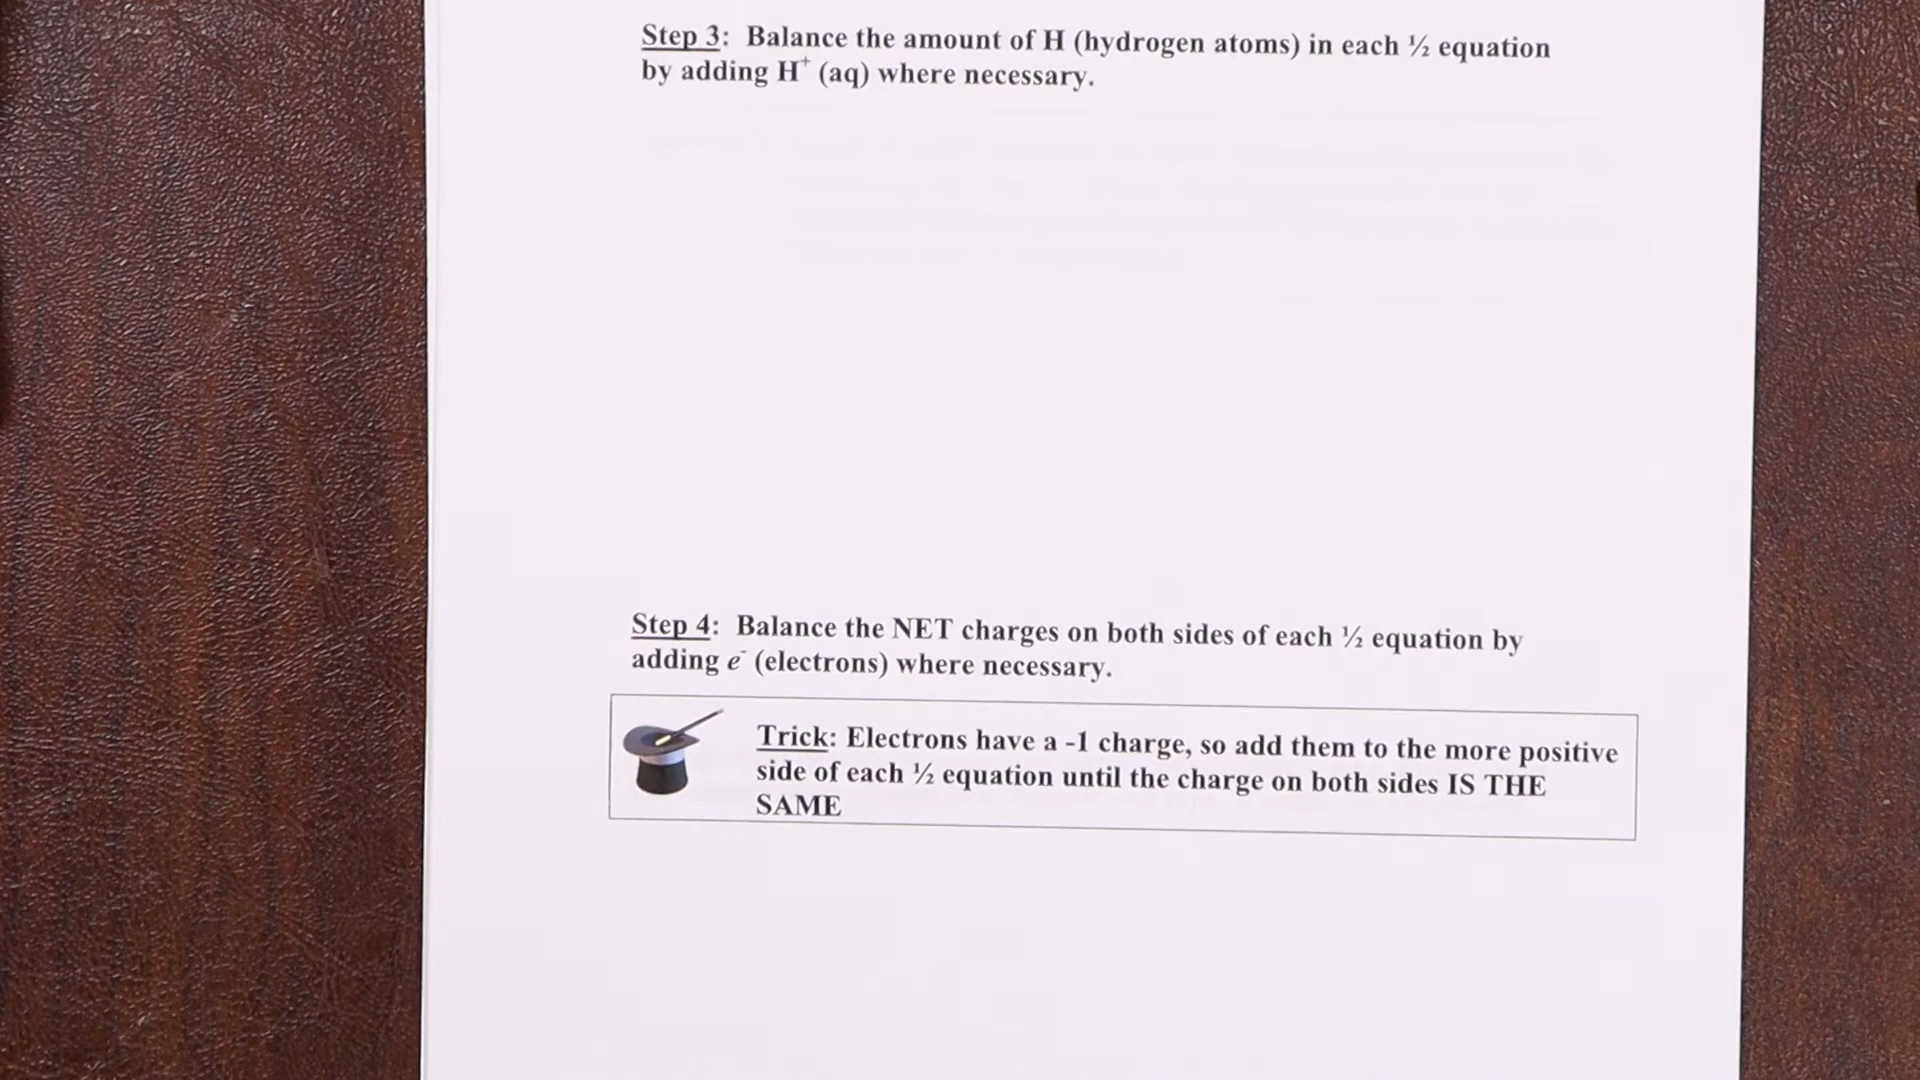 Step 3: Balance the amount of H (hydrogen atoms) in each ½ equation
by adding H⁺ (aq) where necessary.
Step 4: Balance the NET charges on both sides of each ½ equation by
adding e⁻ (electrons) where necessary.
Trick: Electrons have a -1 charge, so add them to the more positive
side of each ½ equation until the charge on both sides IS THE
SAME